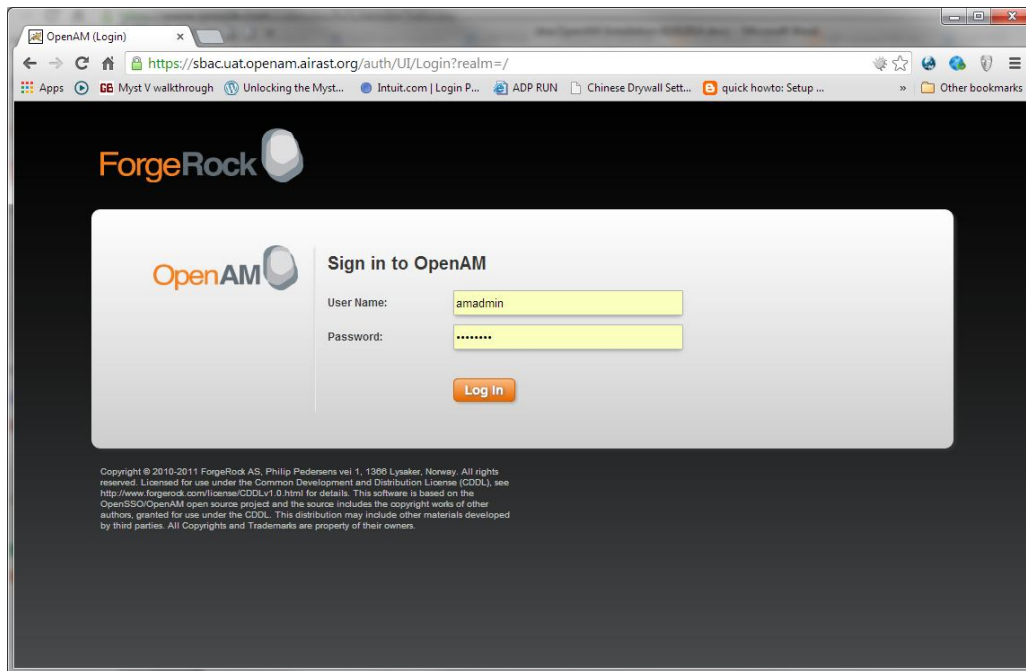 OpenAM (Login)
https://sbac.uat.openam.airast.org/auth/UI/Login?realm=/
Apps GB Myst V walkthrough Unlocking the Myst... Intuit.com | Login P... ADP RUN Chinese Drywall Sett... quick howto: Setup ... » Other bookmarks
ForgeRock
OpenAM
Sign in to OpenAM
User Name: amadmin
Password: ••••••••
Log In
Copyright © 2010-2011 ForgeRock AS, Philip Pedersens vei 1, 1366 Lysaker, Norway. All rights
reserved. Licensed for use under the Common Development and Distribution License (CDDL), see
http://www.forgerock.com/license/CDDLv1.0.html for details. This software is based on the
OpenSSO/OpenAM open source project and the source includes the copyright works of other
authors, granted for use under the CDDL. This distribution may include other materials developed
by third parties. All Copyrights and Trademarks are property of their owners.